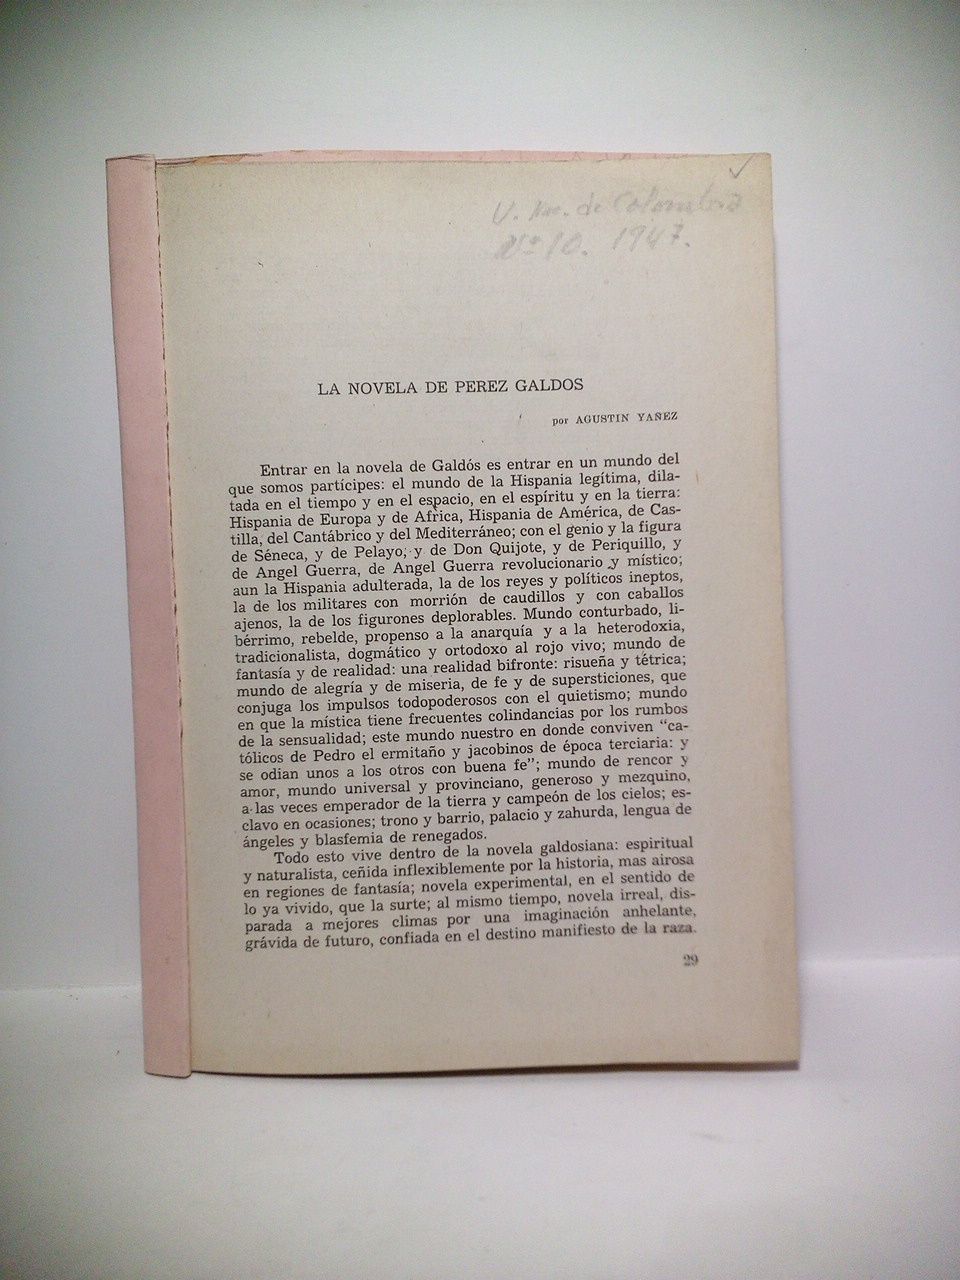 U. Nac. de Colombia
Nº 10. 1947.
LA NOVELA DE PEREZ GALDOS
por AGUSTIN YAÑEZ
Entrar en la novela de Galdós es entrar en un mundo del
que somos partícipes: el mundo de la Hispania legítima, dila-
tada en el tiempo y en el espacio, en el espíritu y en la tierra:
Hispania de Europa y de Africa, Hispania de América, de Cas-
tilla, del Cantábrico y del Mediterráneo; con el genio y la figura
de Séneca, y de Pelayo; y de Don Quijote, y de Periquillo, y
de Angel Guerra, de Angel Guerra revolucionario y místico;
aun la Hispania adulterada, la de los reyes y políticos ineptos,
la de los militares con morrión de caudillos y con caballos
ajenos, la de los figurones deplorables. Mundo conturbado, li-
bérrimo, rebelde, propenso a la anarquía y a la heterodoxia,
tradicionalista, dogmático y ortodoxo al rojo vivo; mundo de
fantasía y de realidad: una realidad bifronte: risueña y tétrica;
mundo de alegría y de miseria, de fe y de supersticiones, que
conjuga los impulsos todopoderosos con el quietismo; mundo
en que la mística tiene frecuentes colindancias por los rumbos
de la sensualidad; este mundo nuestro en donde conviven "ca-
tólicos de Pedro el ermitaño y jacobinos de época terciaria: y
se odian unos a los otros con buena fe"; mundo de rencor y
amor, mundo universal y provinciano, generoso y mezquino,
a las veces emperador de la tierra y campeón de los cielos; es-
clavo en ocasiones; trono y barrio, palacio y zahurda, lengua de
ángeles y blasfemia de renegados.
Todo esto vive dentro de la novela galdosiana: espiritual
y naturalista, ceñida inflexiblemente por la historia, mas airosa
en regiones de fantasía; novela experimental, en el sentido de
lo ya vivido, que la surte; al mismo tiempo, novela irreal, dis-
parada a mejores climas por una imaginación anhelante,
grávida de futuro, confiada en el destino manifiesto de la raza.
29